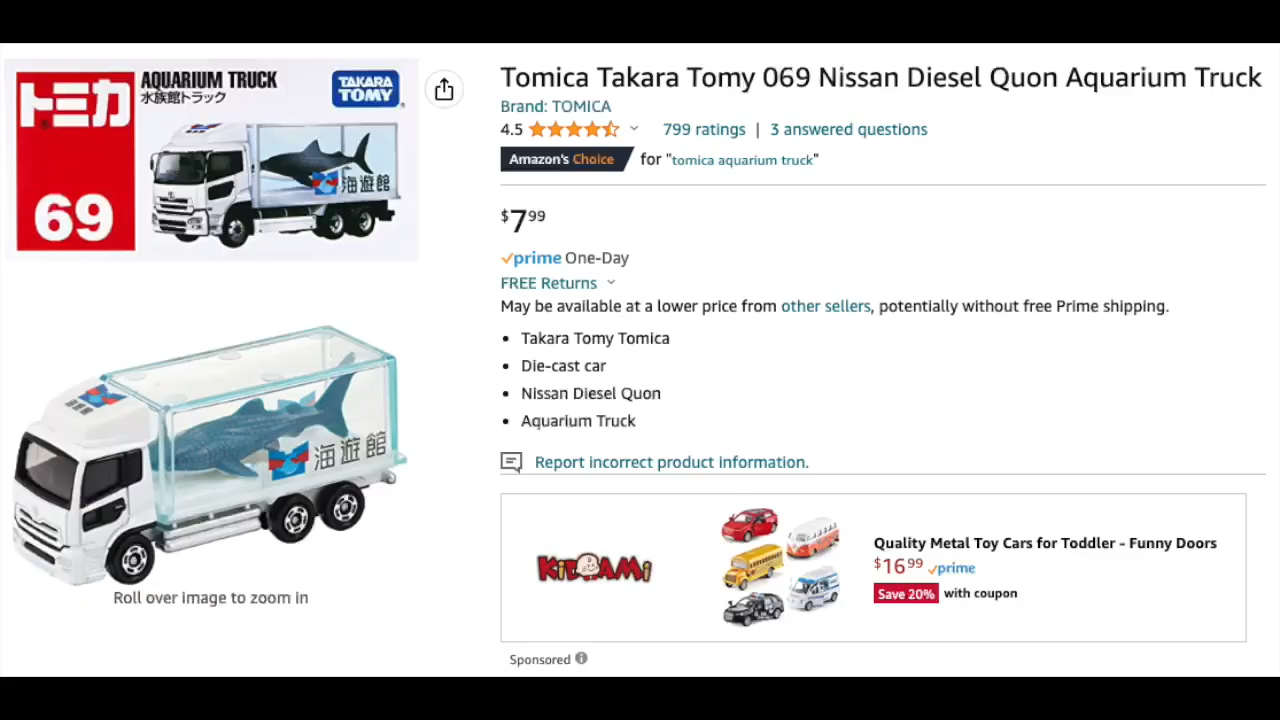 トミカ
AQUARIUM TRUCK
水族館トラック
TAKARA
TOMY
海遊館
69
海遊館
Roll over image to zoom in
Tomica Takara Tomy 069 Nissan Diesel Quon Aquarium Truck
Brand: TOMICA
4.5 799 ratings | 3 answered questions
Amazon's Choice for "tomica aquarium truck"
$7 99
prime One-Day
FREE Returns
May be available at a lower price from other sellers, potentially without free Prime shipping.
• Takara Tomy Tomica
• Die-cast car
• Nissan Diesel Quon
• Aquarium Truck
Report incorrect product information.
KiDAMi
Quality Metal Toy Cars for Toddler - Funny Doors
$16 99 prime
Save 20% with coupon
Sponsored